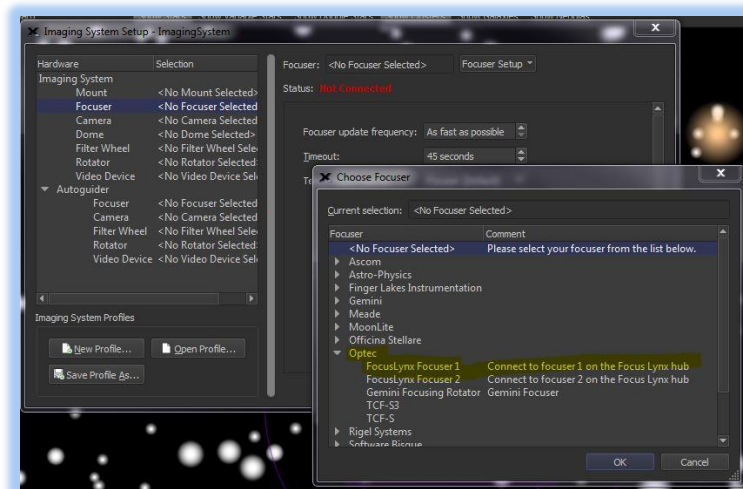 Imaging System Setup - ImagingSystem
x
Hardware Selection
Imaging System
Mount <No Mount Selected>
Focuser <No Focuser Selected
Camera <No Camera Selected
Dome <No Dome Selected>
Filter Wheel <No Filter Wheel Sele
Rotator <No Rotator Selected
Video Device <No Video Device Sel
Autoguider
Focuser <No Focuser Selected
Camera <No Camera Selected
Filter Wheel <No Filter Wheel Sele
Rotator <No Rotator Selected
Video Device <No Video Device Sel
Imaging System Profiles
New Profile... Open Profile...
Save Profile As...
Focuser: <No Focuser Selected> Focuser Setup
Status: Not Connected
Focuser update frequency: As fast as possible
Timeout: 45 seconds
Choose Focuser
x
Current selection: <No Focuser Selected>
Focuser Comment
<No Focuser Selected> Please select your focuser from the list below.
Ascom
Astro-Physics
Finger Lakes Instrumentation
Gemini
Meade
MoonLite
Officina Stellare
Optec
FocusLynx Focuser 1 Connect to focuser 1 on the Focus Lynx hub
FocusLynx Focuser 2 Connect to focuser 2 on the Focus Lynx hub
Gemini Focusing Rotator Gemini Focuser
TCF-S3
TCF-S
Rigel Systems
Software Bisque
OK Cancel